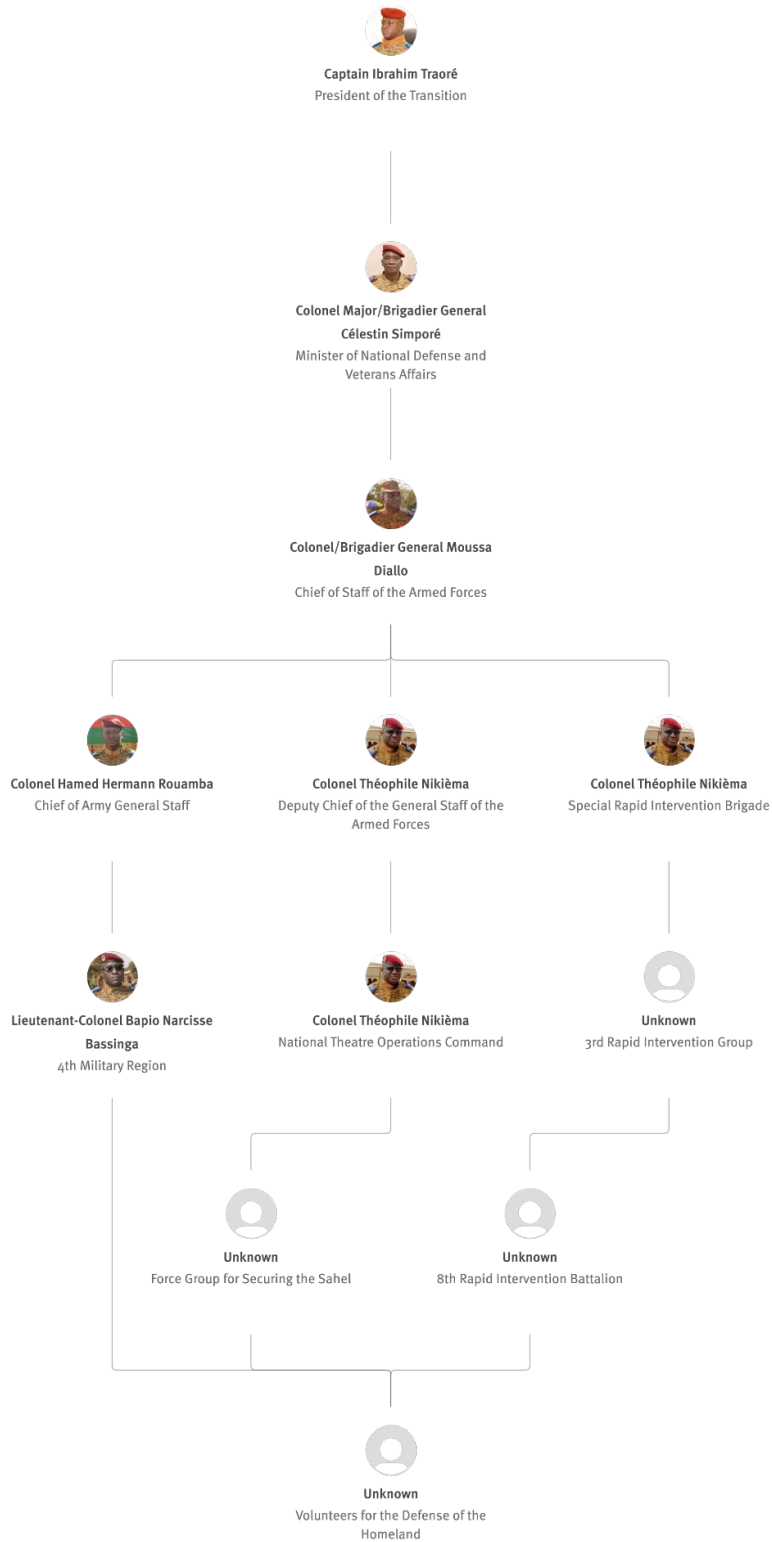 Captain Ibrahim Traoré
President of the Transition
Colonel Major/Brigadier General
Célestin Simporé
Minister of National Defense and
Veterans Affairs
Colonel/Brigadier General Moussa
Diallo
Chief of Staff of the Armed Forces
Colonel Hamed Hermann Rouamba
Chief of Army General Staff
Colonel Théophile Nikièma
Deputy Chief of the General Staff of the
Armed Forces
Colonel Théophile Nikièma
Special Rapid Intervention Brigade
Lieutenant-Colonel Bapio Narcisse
Bassinga
4th Military Region
Colonel Théophile Nikièma
National Theatre Operations Command
Unknown
3rd Rapid Intervention Group
Unknown
Force Group for Securing the Sahel
Unknown
8th Rapid Intervention Battalion
Unknown
Volunteers for the Defense of the
Homeland